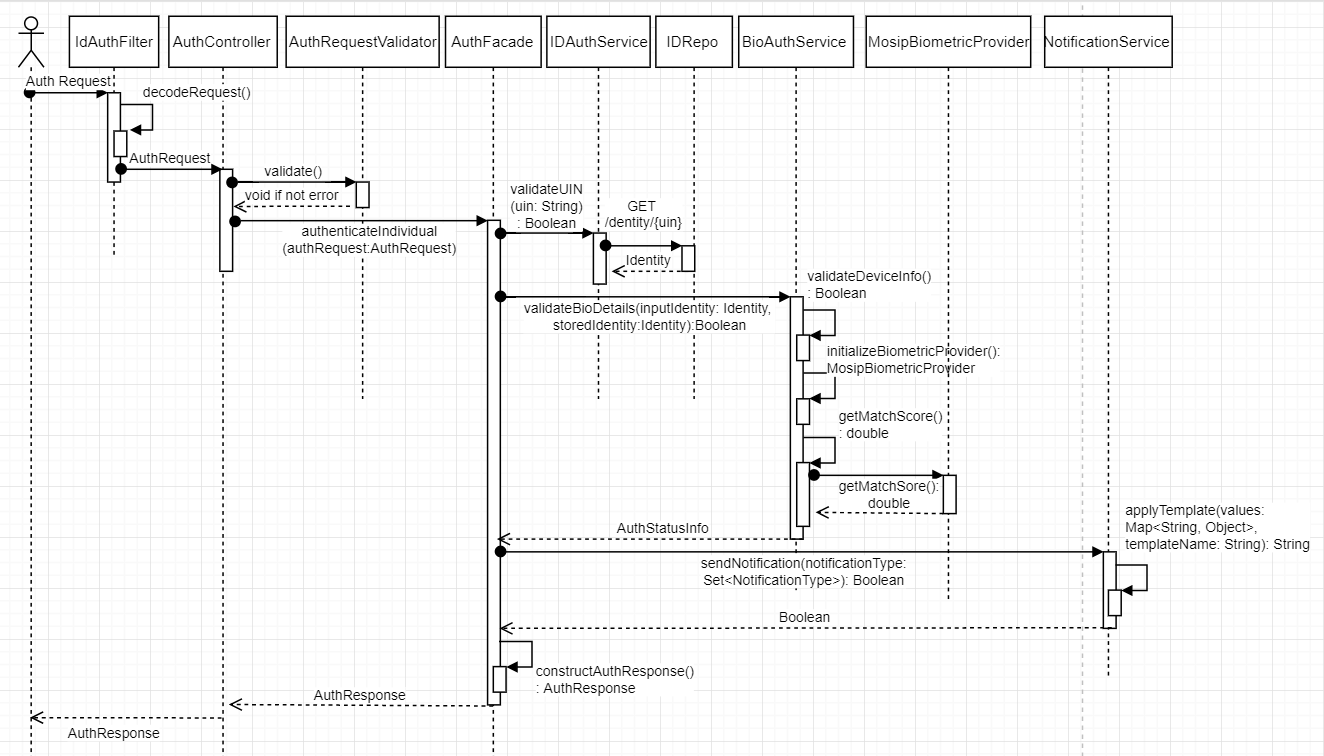 IdAuthFilter
AuthController
AuthRequestValidator
AuthFacade
IDAuthService
IDRepo
BioAuthService
MosipBiometricProvider
NotificationService
Auth Request
decodeRequest()
AuthRequest
validate()
void if not error
authenticateIndividual
(authRequest:AuthRequest)
validateUIN
(uin: String)
: Boolean
GET
/dentity/{uin}
Identity
validateDeviceInfo()
: Boolean
validateBioDetails(inputIdentity: Identity,
storedIdentity:Identity):Boolean
initializeBiometricProvider():
MosipBiometricProvider
getMatchScore()
: double
getMatchSore():
double
AuthStatusInfo
applyTemplate(values:
Map<String, Object>,
templateName: String): String
sendNotification(notificationType:
Set<NotificationType>): Boolean
Boolean
constructAuthResponse()
: AuthResponse
AuthResponse
AuthResponse